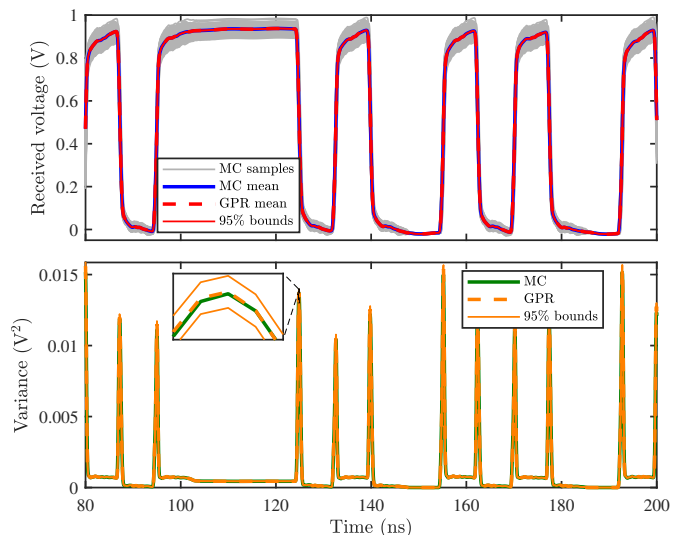 1
0.8
0.6
0.4
0.2
0
Received voltage (V)
MC samples
MC mean
GPR mean
95% bounds
0.015
0.01
0.005
0
Variance (V²)
MC
GPR
95% bounds
80 100 120 140 160 180 200
Time (ns)